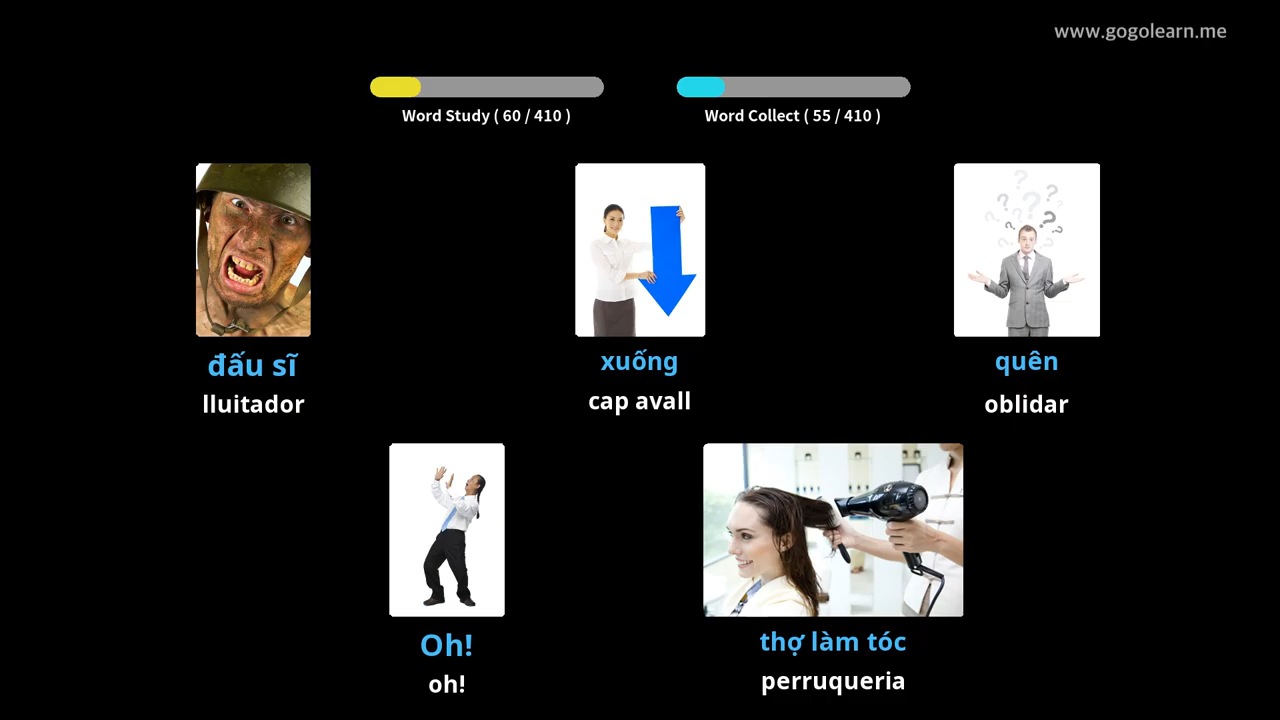 www.gogolearn.me
Word Study ( 60 / 410 )
Word Collect ( 55 / 410 )
đấu sĩ
lluitador
xuống
cap avall
quên
oblidar
Oh!
oh!
thợ làm tóc
perruqueria